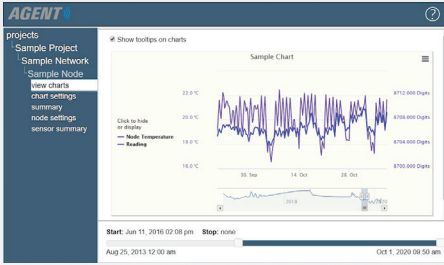 AGENT
?
projects
Sample Project
Sample Network
Sample Node
view charts
chart settings
summary
node settings
sensor summary
Show tooltips on charts
Sample Chart
22.0 °C
20.0 °C
18.0 °C
16.0 °C
8712.000 Digits
8708.000 Digits
8704.000 Digits
8700.000 Digits
Click to hide
or display
Node Temperature
Reading
30. Sep
14. Oct
28. Oct
2018
Start: Jun 11, 2016 02:08 pm Stop: none
Aug 25, 2013 12:00 am
Oct 1, 2020 09:50 am